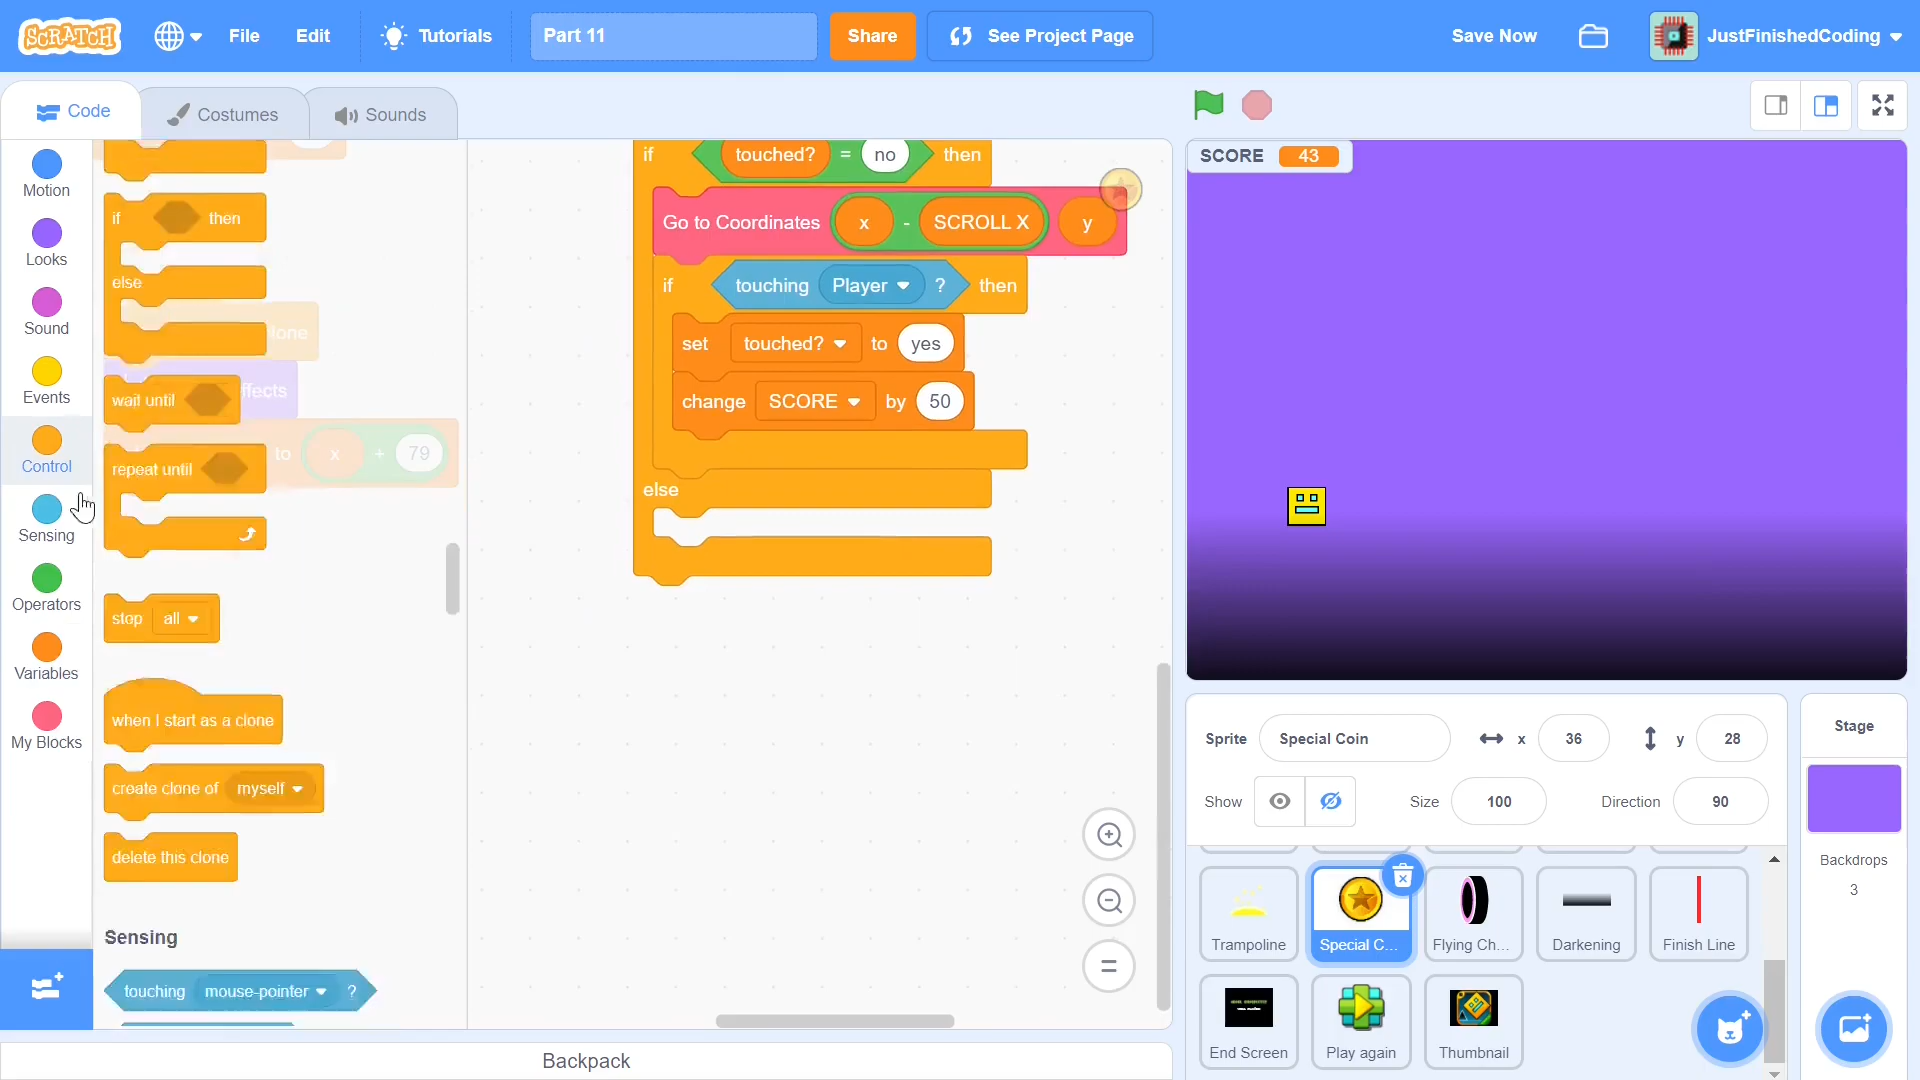 SCRATCH
File
Edit
Tutorials
Part 11
Share
See Project Page
Save Now
JustFinishedCoding
Code
Costumes
Sounds
Motion
Looks
Sound
Events
Control
Sensing
Operators
Variables
My Blocks
if then
else
lone
wait until
ffects
repeat until
to x + 79
stop all
when I start as a clone
create clone of myself
delete this clone
Sensing
touching mouse-pointer ?
if touched? = no then
Go to Coordinates x - SCROLL X y
if touching Player ? then
set touched? to yes
change SCORE by 50
else
Backpack
SCORE 43
Sprite Special Coin x 36 y 28
Show Size 100 Direction 90
Trampoline
Special C...
Flying Ch...
Darkening
Finish Line
End Screen
Play again
Thumbnail
Stage
Backdrops
3